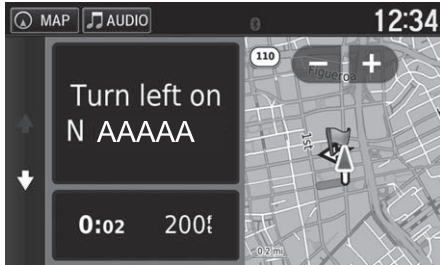 MAP
AUDIO
12:34
Turn left on
N AAAAA
0:02
200ft
110
Figueroa
1st
0.2 mi